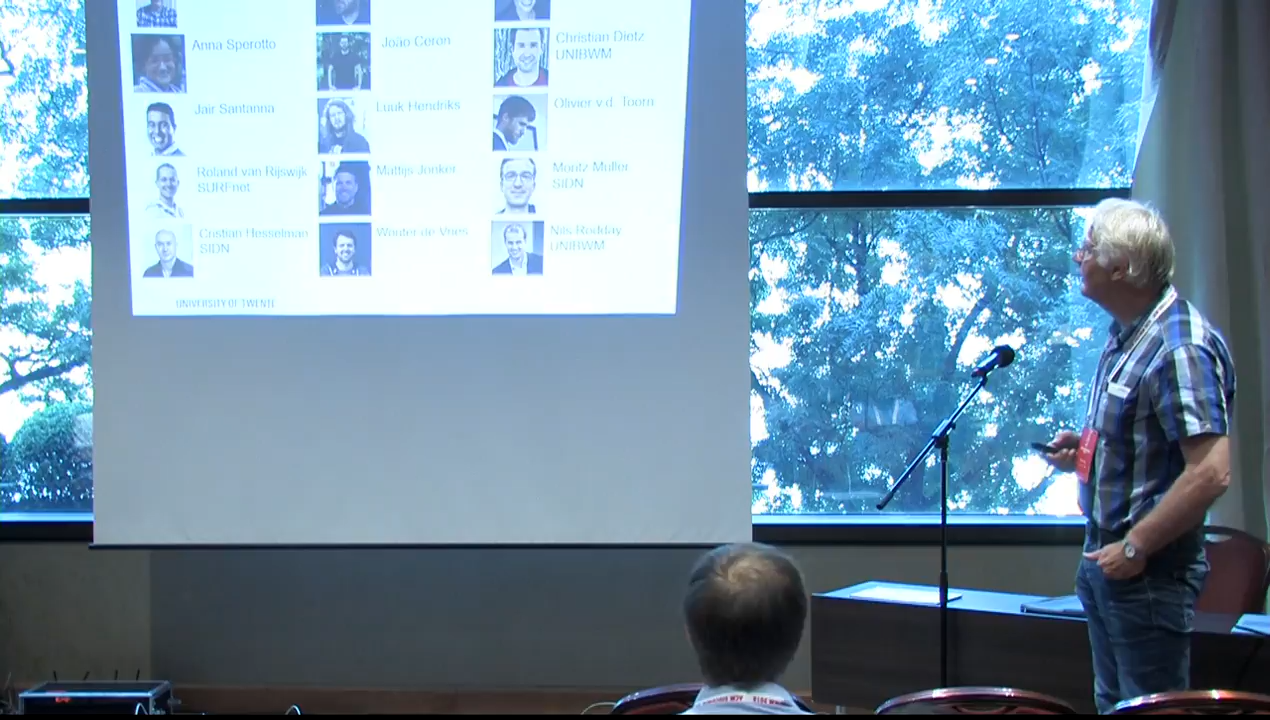 Anna Sperotto
João Ceron
Christian Dietz
UNIBWM
Jair Santanna
Luuk Hendriks
Olivier v.d. Toorn
Roland van Rijswijk
SURFnet
Mattijs Jonker
Moritz Müller
SIDN
Cristian Hesselman
SIDN
Wouter de Vries
Nils Rodday
UNIBWM
UNIVERSITY OF TWENTE